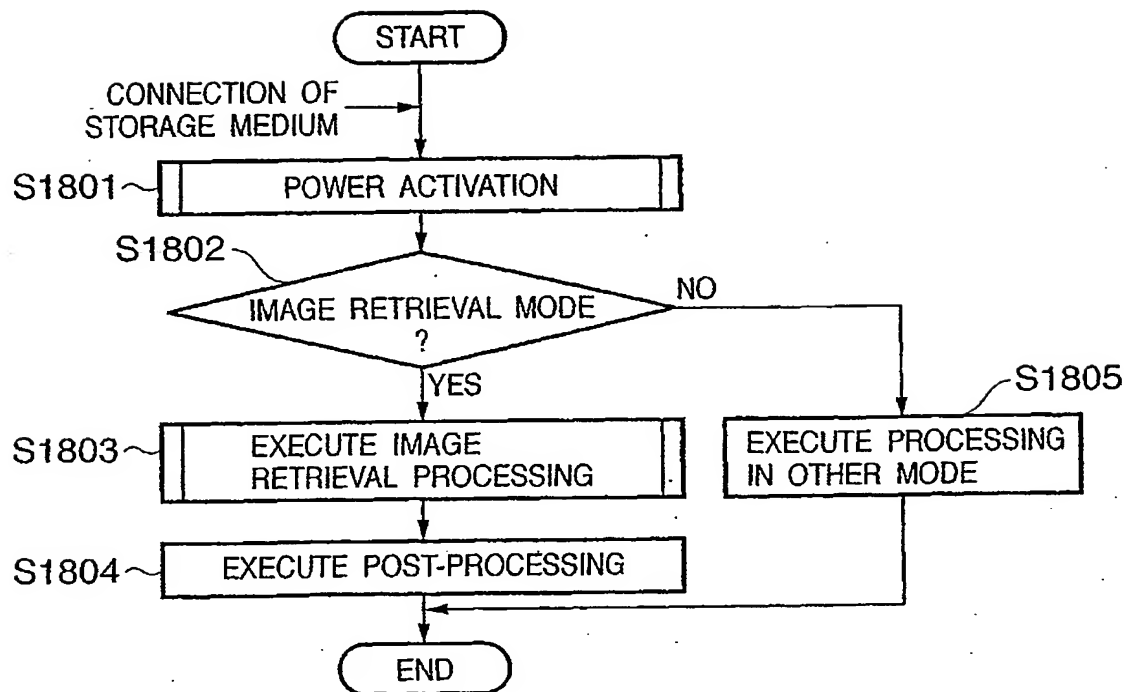 START
CONNECTION OF
STORAGE MEDIUM
S1801
POWER ACTIVATION
S1802
IMAGE RETRIEVAL MODE
?
NO
YES
S1803
EXECUTE IMAGE
RETRIEVAL PROCESSING
S1805
EXECUTE PROCESSING
IN OTHER MODE
S1804
EXECUTE POST-PROCESSING
END